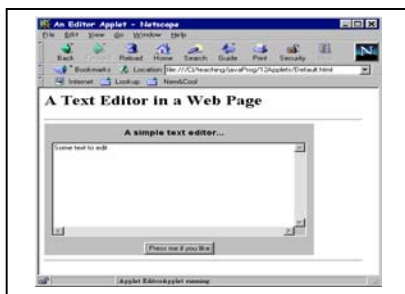 An Editor Applet - Netscape
File Edit View Go Window Help
Back Forward Reload Home Search Guide Print Security
Bookmarks Location: file:///C|/teaching/javaProg/12Applets/Default.html
Internet Lookup New&Cool
A Text Editor in a Web Page
A simple text editor...
Some text to edit
Press me if you like
Applet EditorApplet running